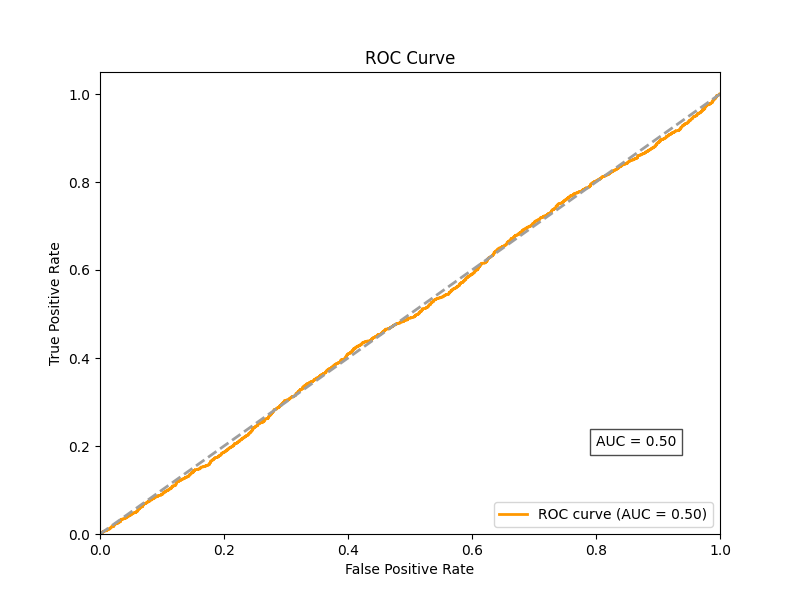 ROC Curve
True Positive Rate
1.0
0.8
0.6
0.4
0.2
0.0
AUC = 0.50
ROC curve (AUC = 0.50)
0.0 0.2 0.4 0.6 0.8 1.0
False Positive Rate